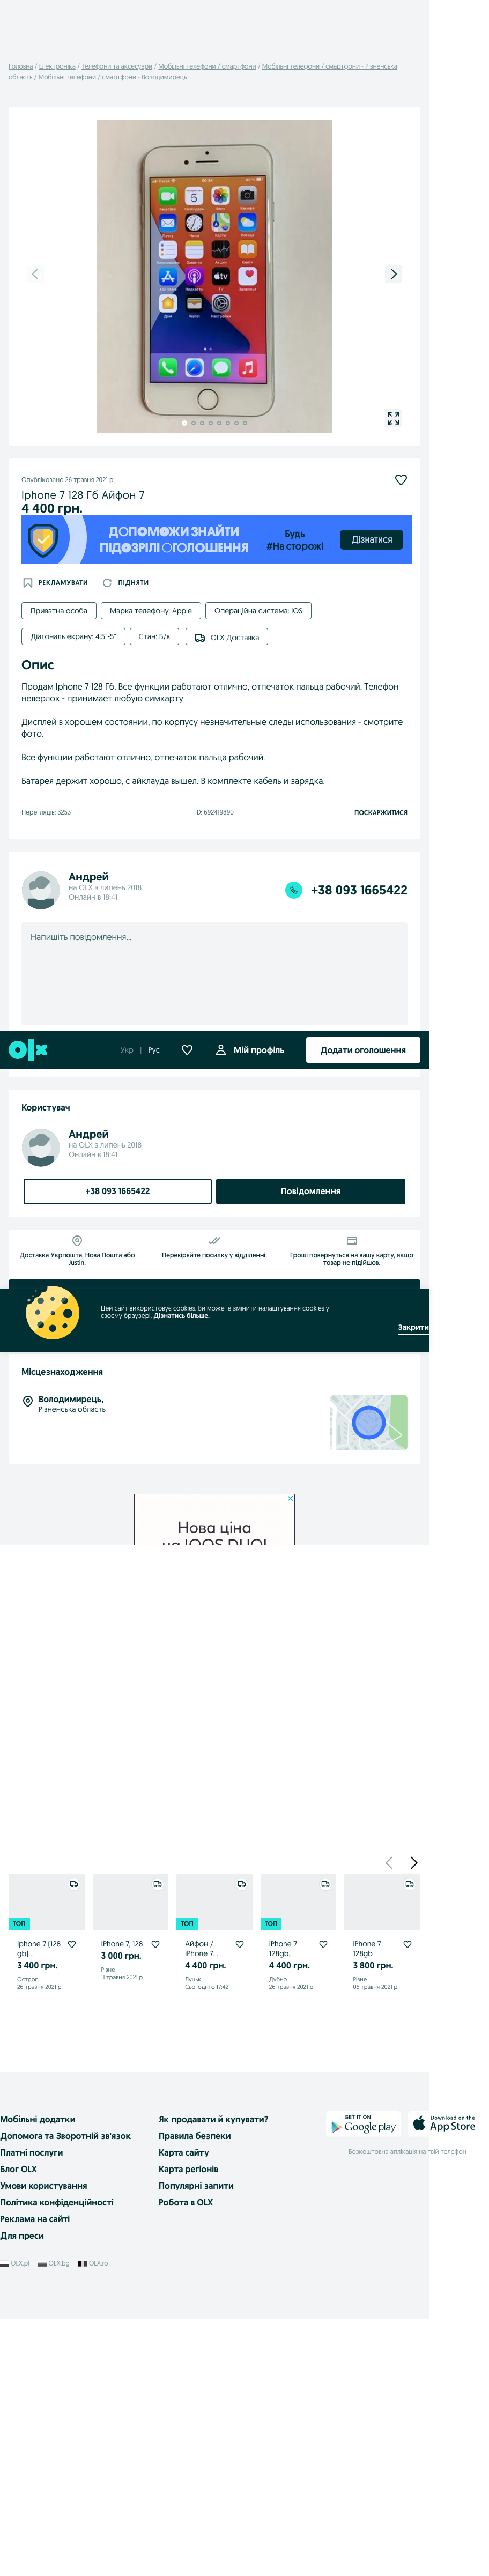 Головна / Електроніка / Телефони та аксесуари / Мобільні телефони / смартфони / Мобільні телефони / смартфони - Рівненська
область / Мобільні телефони / смартфони - Володимирець
Опубліковано 26 травня 2021 р.
Iphone 7 128 Гб Айфон 7
4 400 грн.
ДОПОМОЖИ ЗНАЙТИ
ПІДОЗРІЛІ ОГОЛОШЕННЯ
Будь
#На сторожі
Дізнатися
РЕКЛАМУВАТИ ПІДНЯТИ
Приватна особа Марка телефону: Apple Операційна система: iOS
Діагональ екрану: 4.5"-5" Стан: Б/в OLX Доставка
Опис
Продам Iphone 7 128 Гб. Все функции работают отлично, отпечаток пальца рабочий. Телефон
неверлок - принимает любую симкарту.
Дисплей в хорошем состоянии, по корпусу незначительные следы использования - смотрите
фото.
Все функции работают отлично, отпечаток пальца рабочий.
Батарея держит хорошо, с айклауда вышел. В комплекте кабель и зарядка.
Переглядів: 3253 ID: 692419890 ПОСКАРЖИТИСЯ
Андрей
на OLX з липень 2018
Онлайн в 18:41
+38 093 1665422
Напишіть повідомлення...
olx Укр | Рус Мій профіль Додати оголошення
Користувач
Андрей
на OLX з липень 2018
Онлайн в 18:41
+38 093 1665422 Повідомлення
Доставка Укрпошта, Нова Пошта або
Justin.
Перевіряйте посилку у відділенні.
Гроші повернуться на вашу карту, якщо
товар не підійшов.
Цей сайт використовує cookies. Ви можете змінити налаштування cookies у
своєму браузері. Дізнатись більше.
Закрити
Місцезнаходження
Володимирець,
Рівненська область
Нова ціна
на IQOS DUO!
ТОП
Iphone 7 (128
gb)...
3 400 грн.
Острог
26 травня 2021 р.
IPhone 7, 128
3 000 грн.
Рівне
11 травня 2021 р.
ТОП
Айфон /
iPhone 7...
4 400 грн.
Луцьк
Сьогодні о 17:42
ТОП
iPhone 7
128gb..
4 400 грн.
Дубно
26 травня 2021 р.
iPhone 7
128gb
3 800 грн.
Рівне
06 травня 2021 р.
Мобільні додатки
Допомога та Зворотній зв'язок
Платні послуги
Блог OLX
Умови користування
Політика конфіденційності
Реклама на сайті
Для преси
Як продавати й купувати?
Правила безпеки
Карта сайту
Карта регіонів
Популярні запити
Робота в OLX
GET IT ON
Google play
Download on the
App Store
Безкоштовна аплікація на твій телефон
OLX.pl OLX.bg OLX.ro